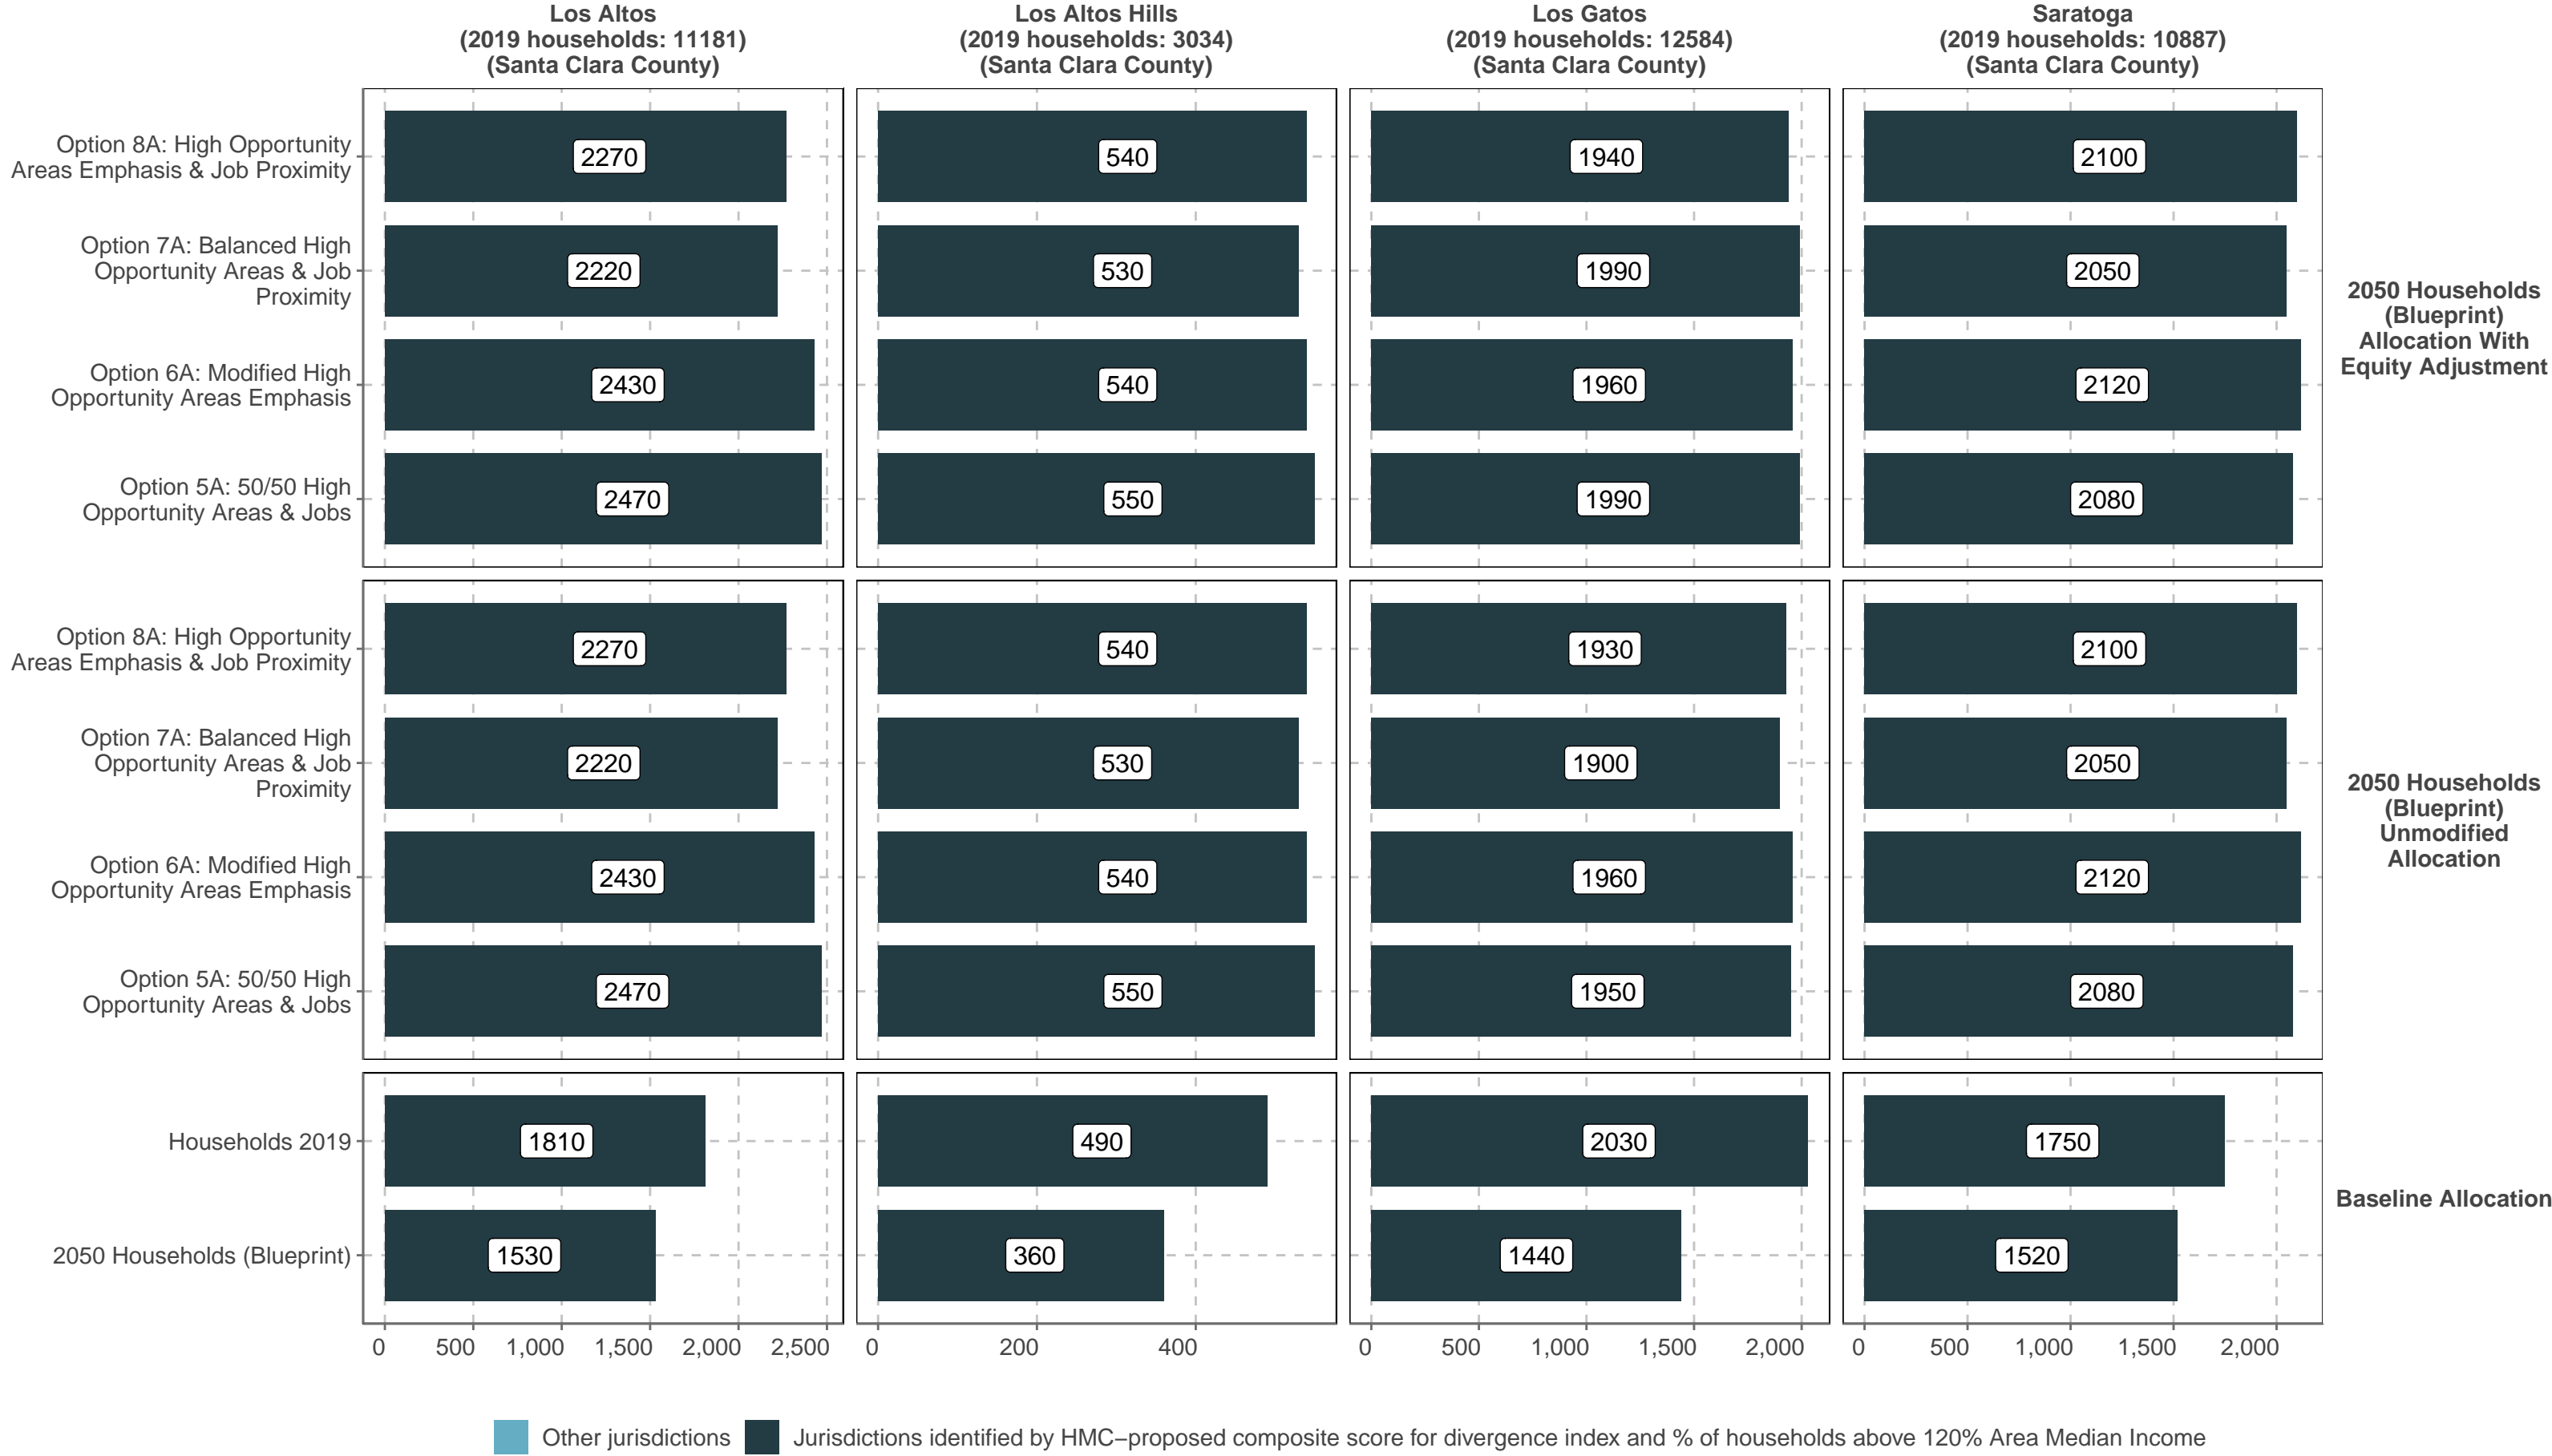 Los Altos
(2019 households: 11181)
(Santa Clara County)
Los Altos Hills
(2019 households: 3034)
(Santa Clara County)
Los Gatos
(2019 households: 12584)
(Santa Clara County)
Saratoga
(2019 households: 10887)
(Santa Clara County)
Option 8A: High Opportunity
Areas Emphasis & Job Proximity
2270
540
1940
2100
Option 7A: Balanced High
Opportunity Areas & Job
Proximity
2220
530
1990
2050
Option 6A: Modified High
Opportunity Areas Emphasis
2430
540
1960
2120
Option 5A: 50/50 High
Opportunity Areas & Jobs
2470
550
1990
2080
2050 Households
(Blueprint)
Allocation With
Equity Adjustment
Option 8A: High Opportunity
Areas Emphasis & Job Proximity
2270
540
1930
2100
Option 7A: Balanced High
Opportunity Areas & Job
Proximity
2220
530
1900
2050
Option 6A: Modified High
Opportunity Areas Emphasis
2430
540
1960
2120
Option 5A: 50/50 High
Opportunity Areas & Jobs
2470
550
1950
2080
2050 Households
(Blueprint)
Unmodified
Allocation
Households 2019
1810
490
2030
1750
2050 Households (Blueprint)
1530
360
1440
1520
Baseline Allocation
0 500 1,000 1,500 2,000 2,500
0 200 400
0 500 1,000 1,500 2,000
0 500 1,000 1,500 2,000
Other jurisdictions
Jurisdictions identified by HMC−proposed composite score for divergence index and % of households above 120% Area Median Income